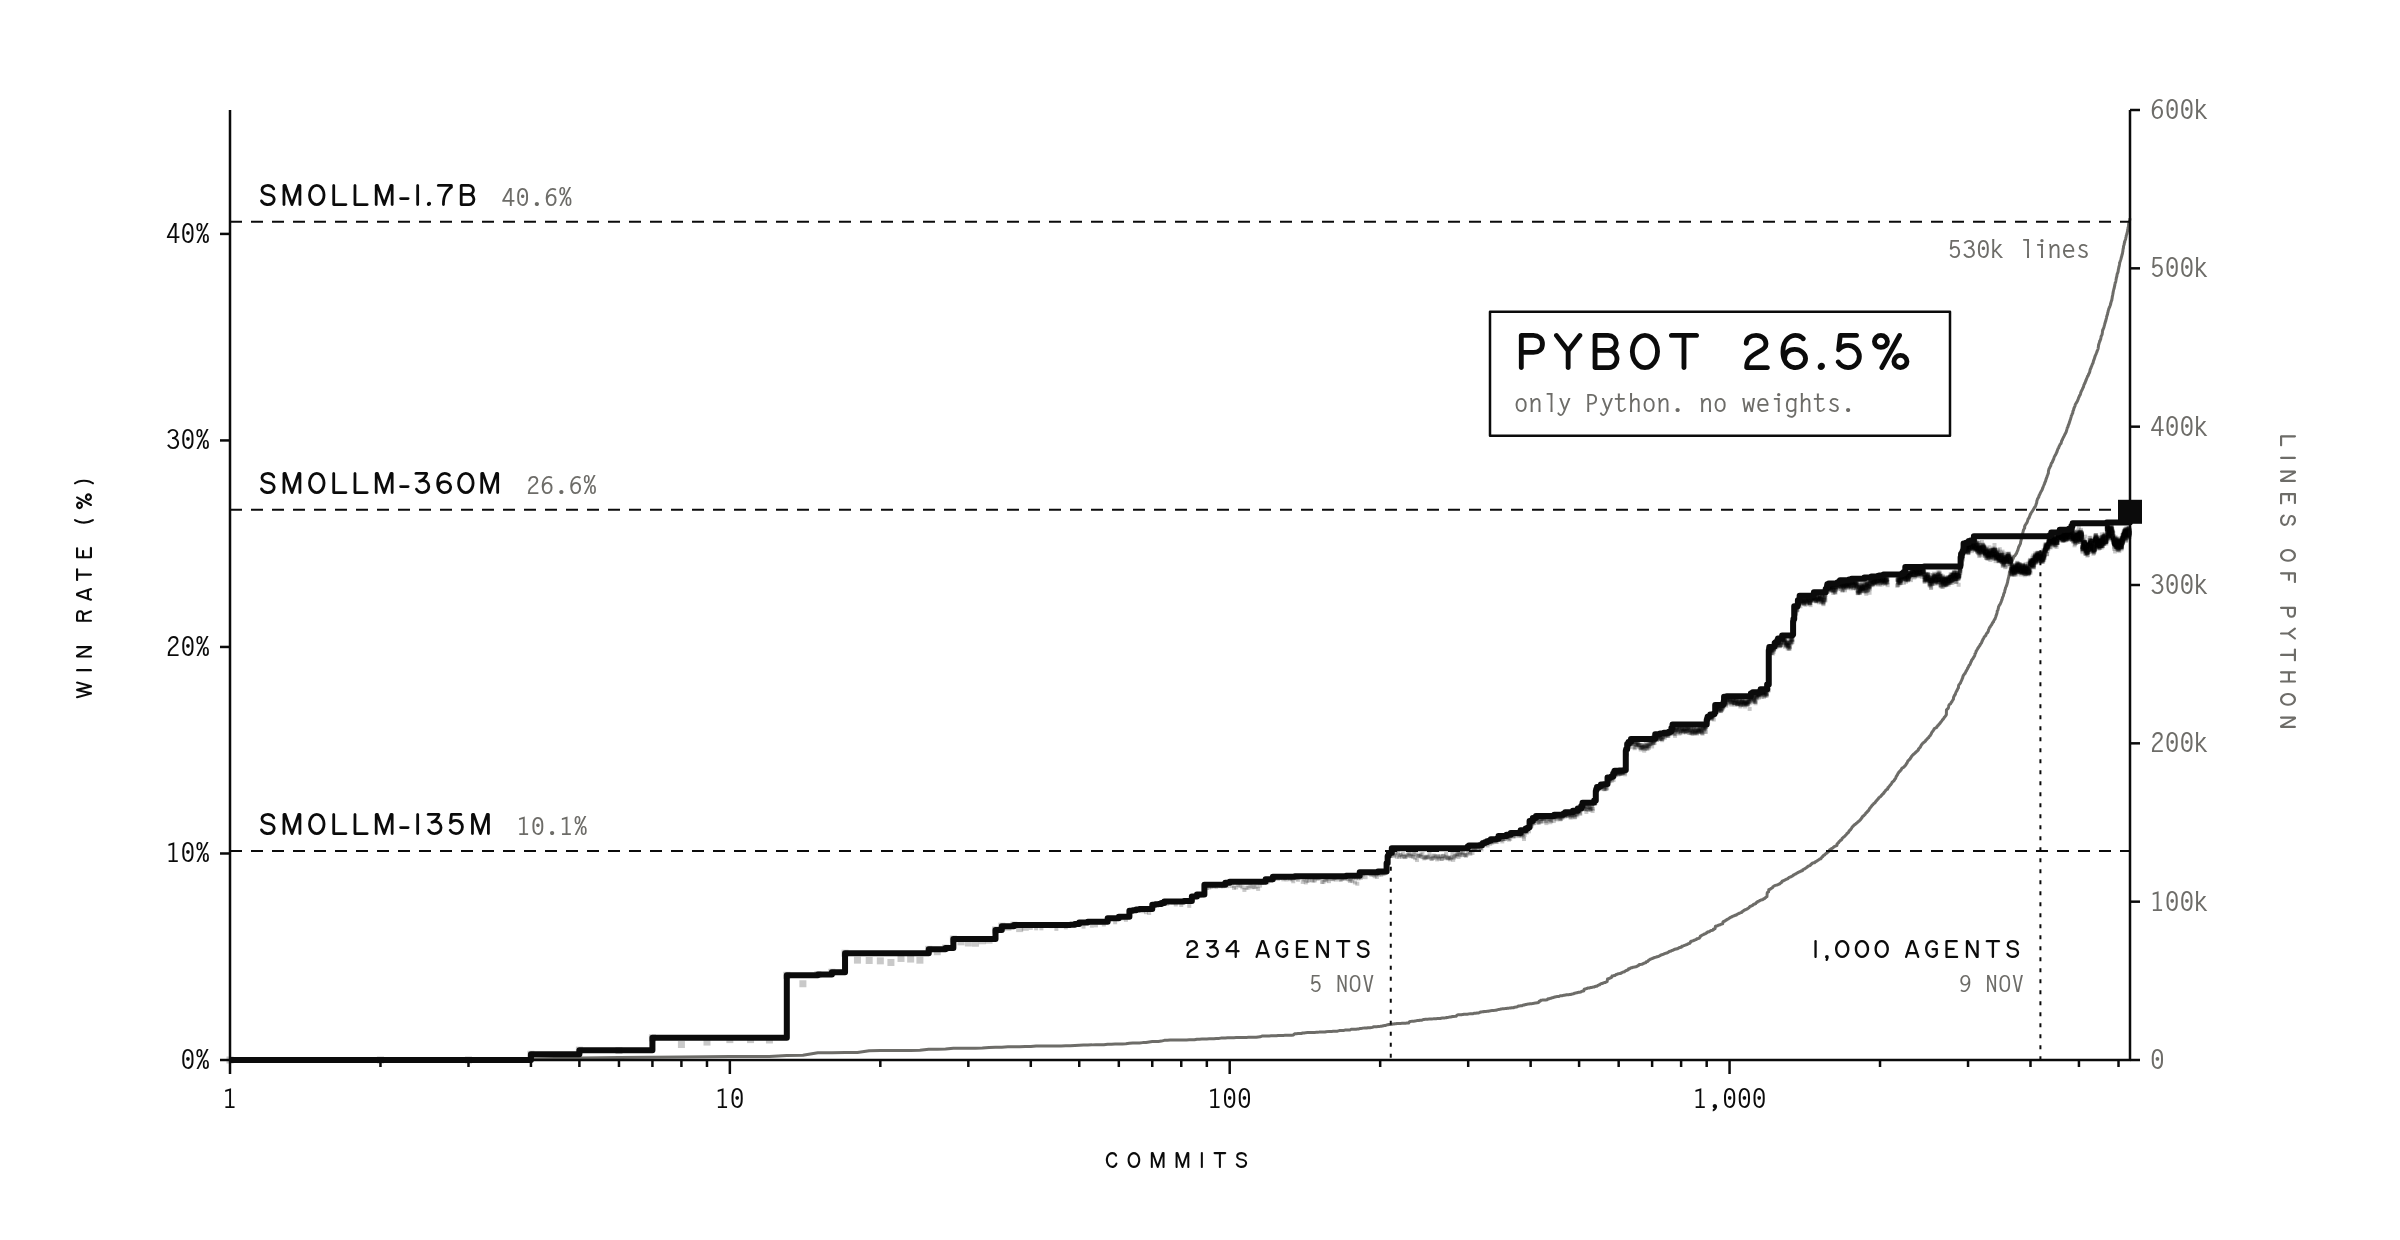 600k
SMOLLM-1.7B 40.6%
40%
530k lines
500k
PYBOT 26.5%
only Python. no weights.
30%
400k
SMOLLM-360M 26.6%
WIN RATE (%)
LINES OF PYTHON
300k
20%
200k
SMOLLM-135M 10.1%
10%
100k
234 AGENTS
5 NOV
1,000 AGENTS
9 NOV
0%
0
1
10
100
1,000
COMMITS